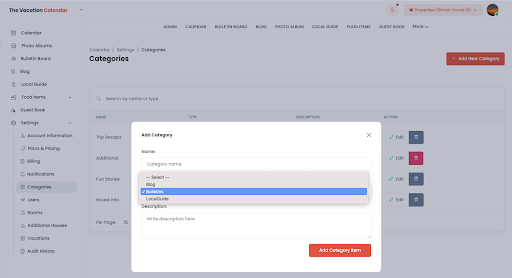 The Vacation Calendar
Properties (Simon House IS)
ADMIN CALENDAR BULLETIN BOARD BLOG PHOTO ALBUM LOCAL GUIDE FOOD ITEMS GUEST BOOK More
Calendar
Photo Albums
Bulletin Board
Blog
Local Guide
Food Items
Guest Book
Settings
Account Information
Plans & Pricing
Billing
Notifications
Categories
Users
Rooms
Additional Houses
Vacations
Audit History
Calendar / Settings / Categories
Categories
+ Add New Category
Search by name or type
NAME TYPE DESCRIPTION ACTION
Trip Recaps Edit
Additional Edit
Fun Stories Edit
House Info Edit
Per Page
Add Category
Name:
Category name
-- Select --
Blog
✓ Bulletins
LocalGuide
Description:
Write description here
Add Category Item